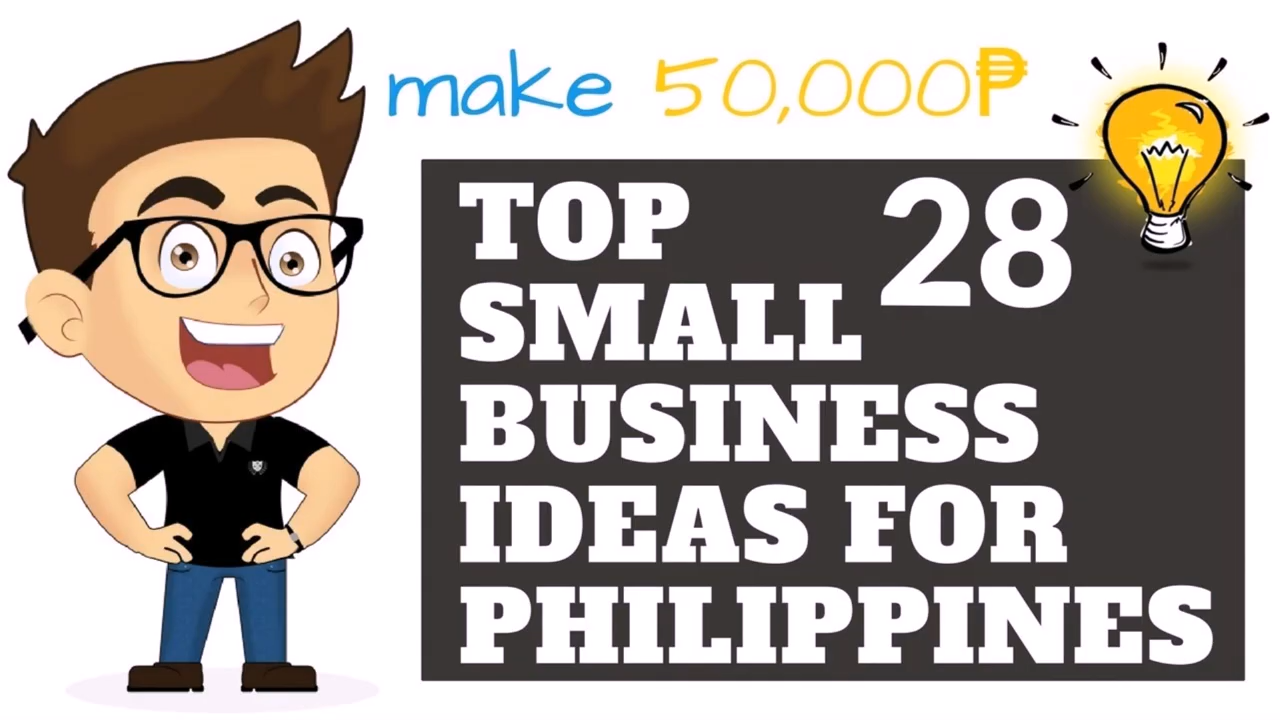 make 50,000₱
TOP 28
SMALL
BUSINESS
IDEAS FOR
PHILIPPINES